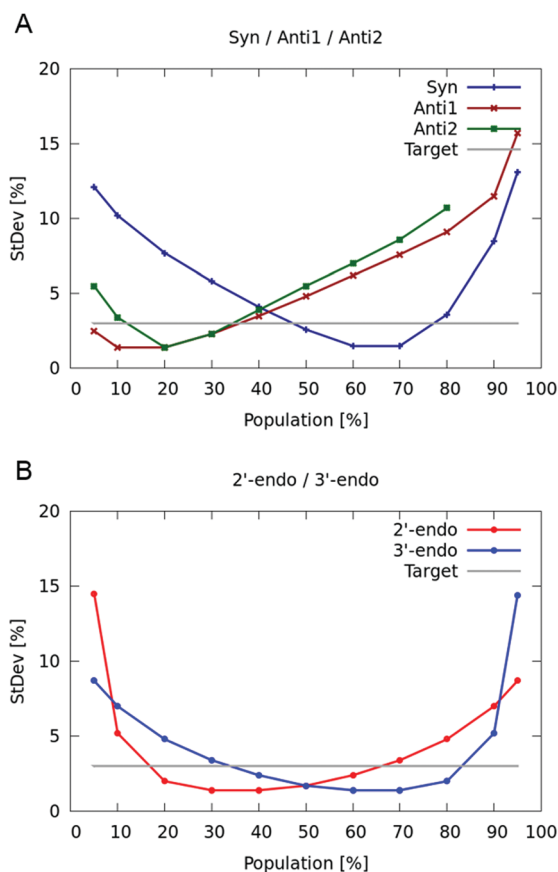 A
Syn / Anti1 / Anti2
20
15
10
5
0
StDev [%]
Syn
Anti1
Anti2
Target
0 10 20 30 40 50 60 70 80 90 100
Population [%]
B
2'-endo / 3'-endo
20
15
10
5
0
StDev [%]
2'-endo
3'-endo
Target
0 10 20 30 40 50 60 70 80 90 100
Population [%]